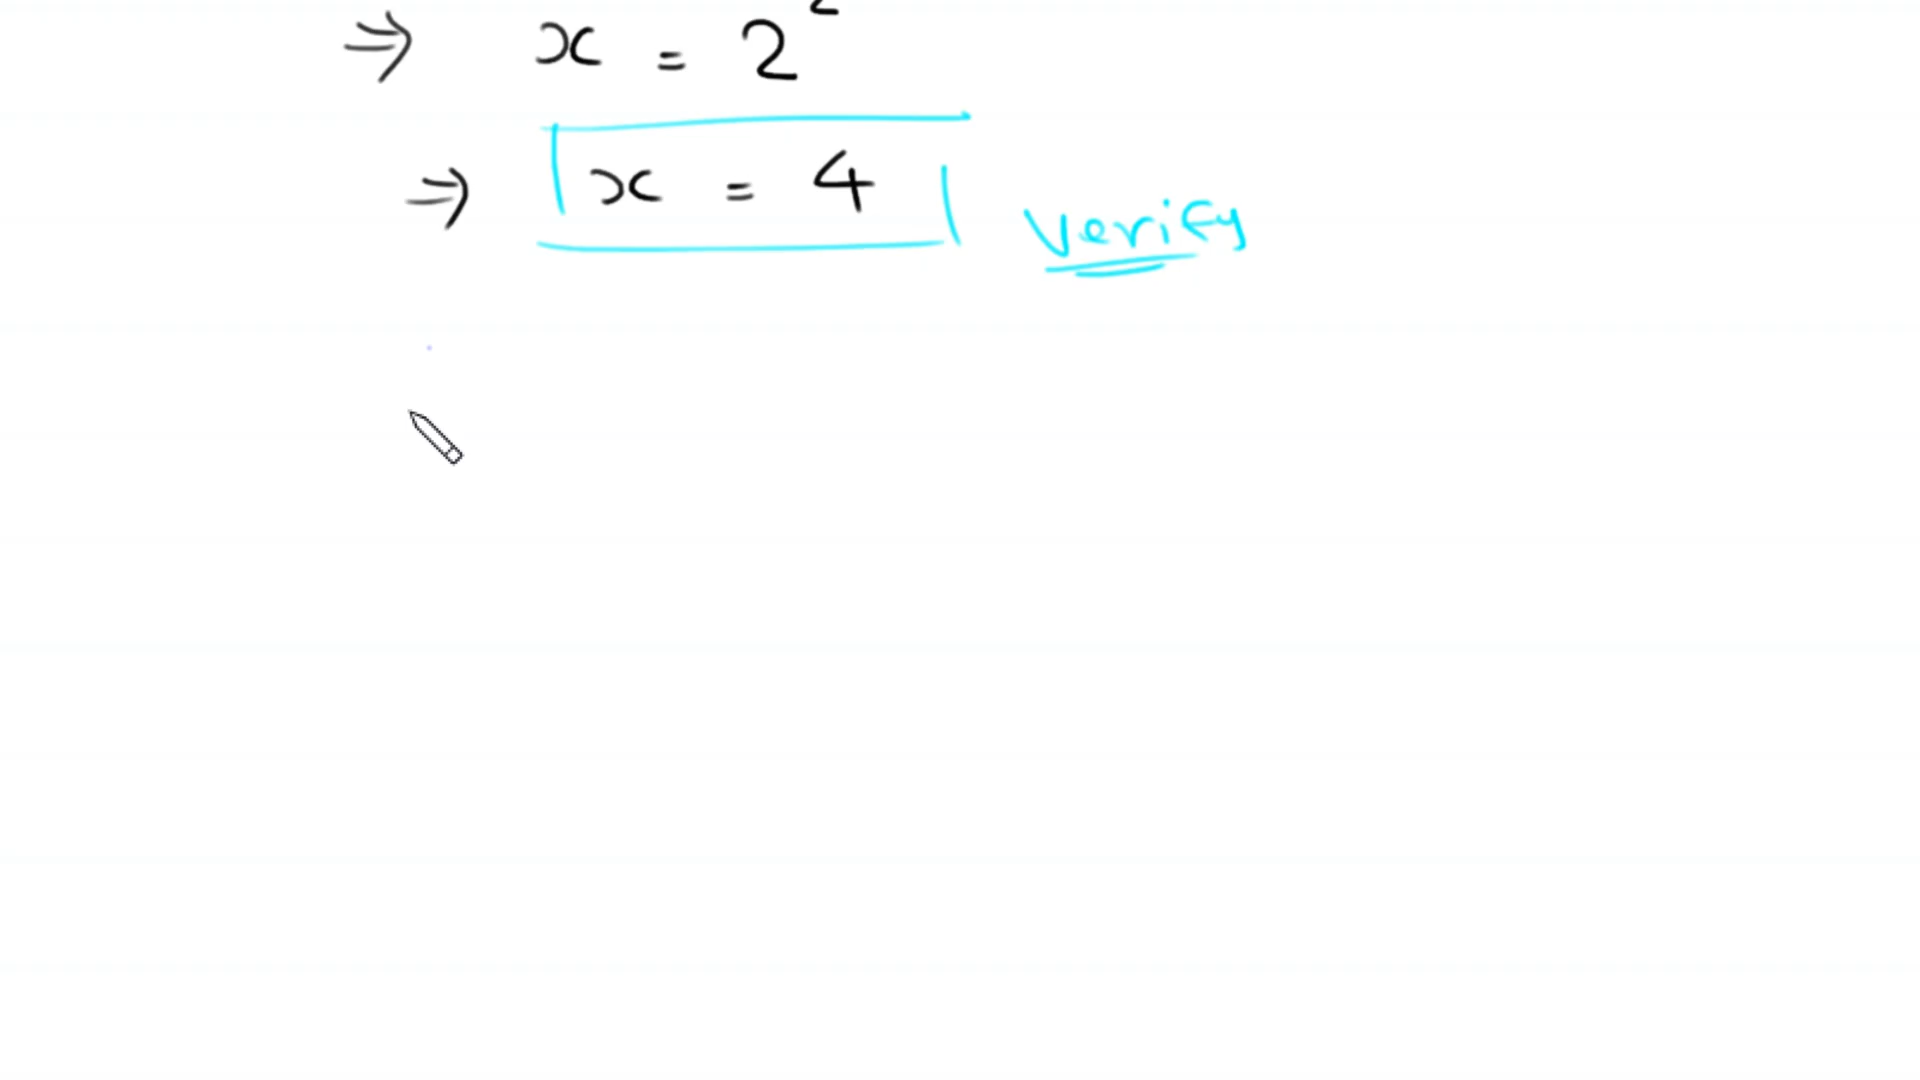 ⇒ x = 2²
⇒ x = 4 verify